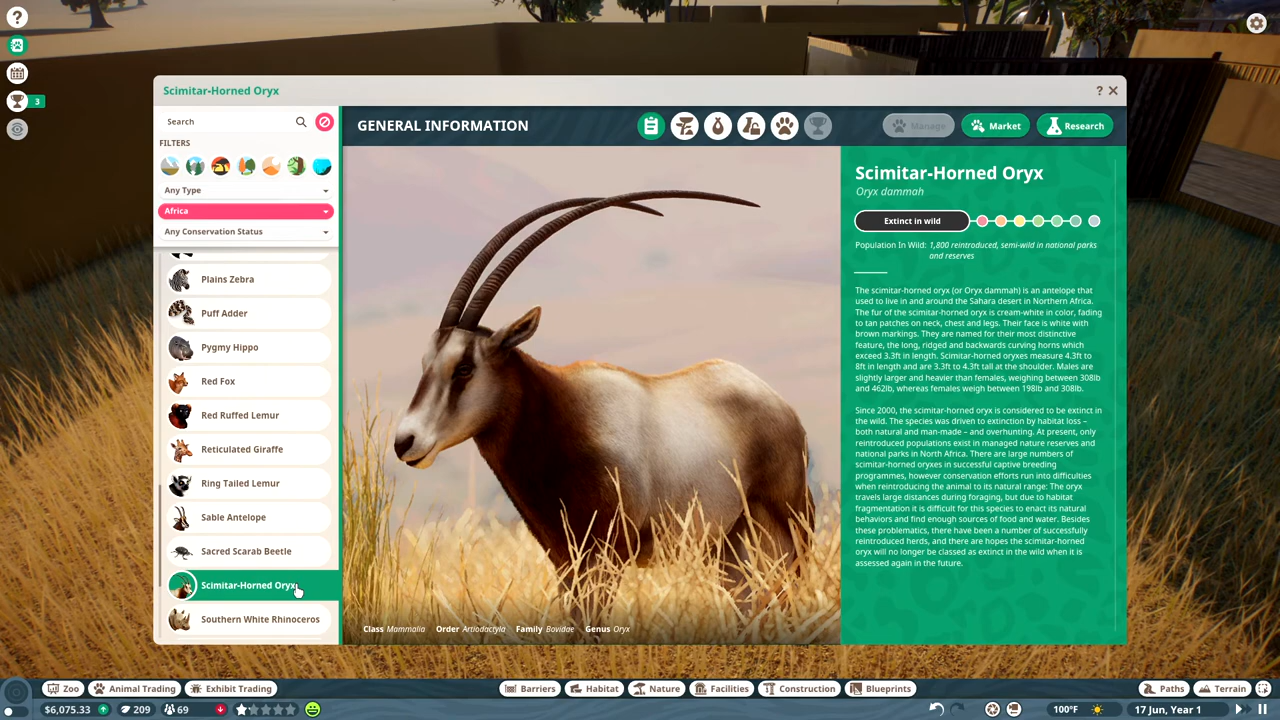 ?
3
Scimitar-Horned Oryx
?
Search
FILTERS
Any Type
Africa
Any Conservation Status
Plains Zebra
Puff Adder
Pygmy Hippo
Red Fox
Red Ruffed Lemur
Reticulated Giraffe
Ring Tailed Lemur
Sable Antelope
Sacred Scarab Beetle
Scimitar-Horned Oryx
Southern White Rhinoceros
GENERAL INFORMATION
Manage
Market
Research
Class Mammalia Order Artiodactyla Family Bovidae Genus Oryx
Scimitar-Horned Oryx
Oryx dammah
Extinct in wild
Population In Wild: 1,800 reintroduced, semi-wild in national parks
and reserves
The scimitar-horned oryx (or Oryx dammah) is an antelope that
used to live in and around the Sahara desert in Northern Africa.
The fur of the scimitar-horned oryx is cream-white in color, fading
to tan patches on neck, chest and legs. Their face is white with
brown markings. They are named for their most distinctive
feature, the long, ridged and backwards curving horns which
exceed 3.3ft in length. Scimitar-horned oryxes measure 4.3ft to
8ft in length and are 3.3ft to 4.3ft tall at the shoulder. Males are
slightly larger and heavier than females, weighing between 308lb
and 462lb, whereas females weigh between 198lb and 308lb.
Since 2000, the scimitar-horned oryx is considered to be extinct in
the wild. The species was driven to extinction by habitat loss –
both natural and man-made – and overhunting. At present, only
reintroduced populations exist in managed nature reserves and
national parks in North Africa. There are large numbers of
scimitar-horned oryxes in successful captive breeding
programmes, however conservation efforts run into difficulties
when reintroducing the animal to its natural range: The oryx
travels large distances during foraging, but due to habitat
fragmentation it is difficult for this species to enact its natural
behaviors and find enough sources of food and water. Besides
these problematics, there have been a number of successfully
reintroduced herds, and there are hopes the scimitar-horned
oryx will no longer be classed as extinct in the wild when it is
assessed again in the future.
Zoo
Animal Trading
Exhibit Trading
Barriers
Habitat
Nature
Facilities
Construction
Blueprints
Paths
Terrain
$6,075.33
209
69
100°F
17 Jun, Year 1